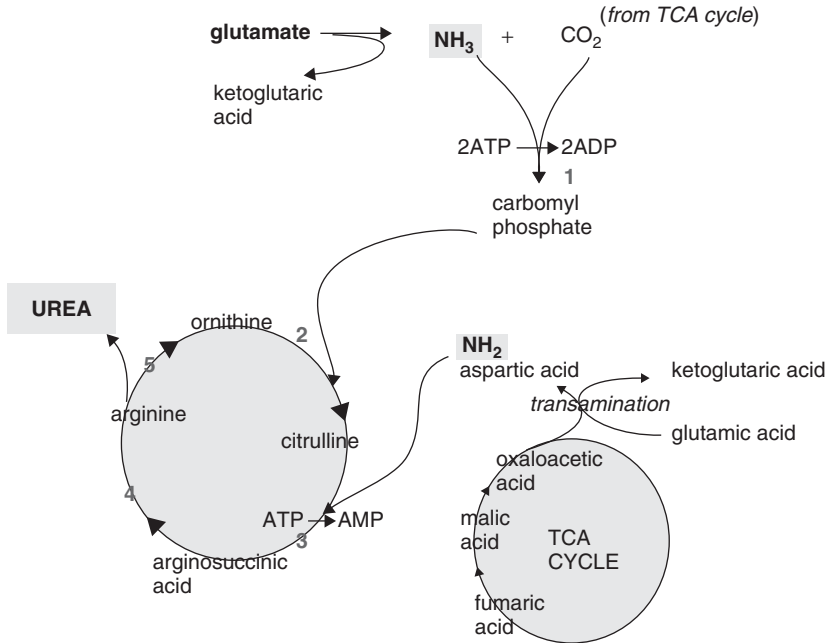 (from TCA cycle)
glutamate
NH3 + CO2
ketoglutaric
acid
2ATP 2ADP
1
carbomyl
phosphate
UREA
ornithine
2
5
NH2
aspartic acid
ketoglutaric acid
transamination
arginine
citrulline
glutamic acid
oxaloacetic
acid
4
ATP AMP
3
malic
acid
TCA
CYCLE
arginosuccinic
acid
fumaric
acid